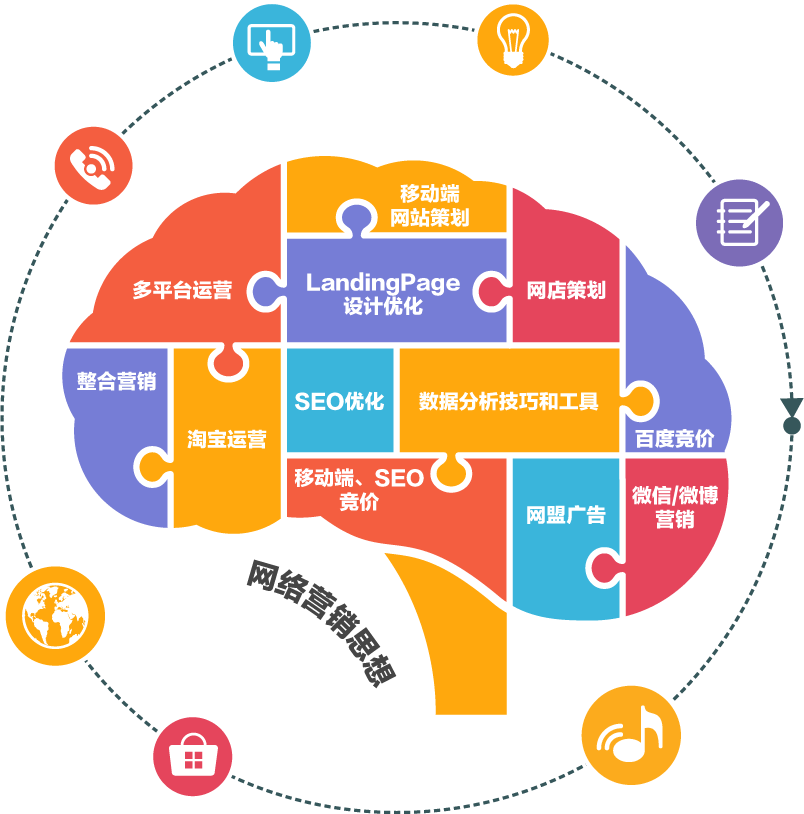 移动端
网站策划
多平台运营
LandingPage
设计优化
网店策划
整合营销
淘宝运营
SEO优化
数据分析技巧和工具
百度竞价
移动端、SEO
竞价
网盟广告
微信/微博
营销
网络营销思想